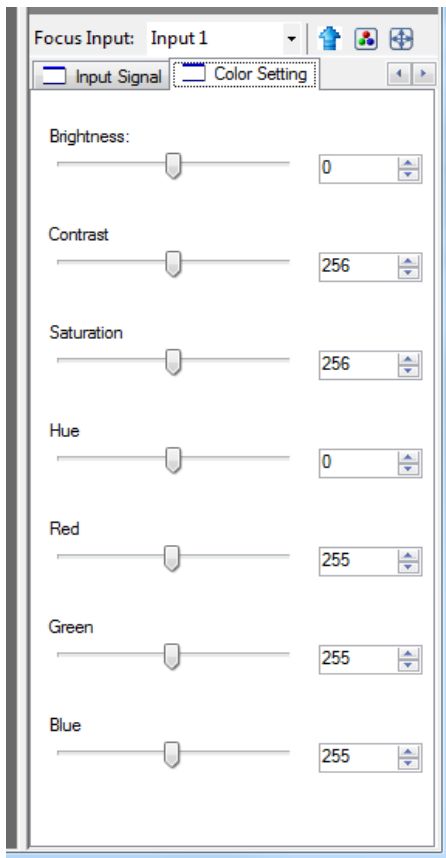 Focus Input: Input 1
Input Signal Color Setting
Brightness:
0
Contrast
256
Saturation
256
Hue
0
Red
255
Green
255
Blue
255